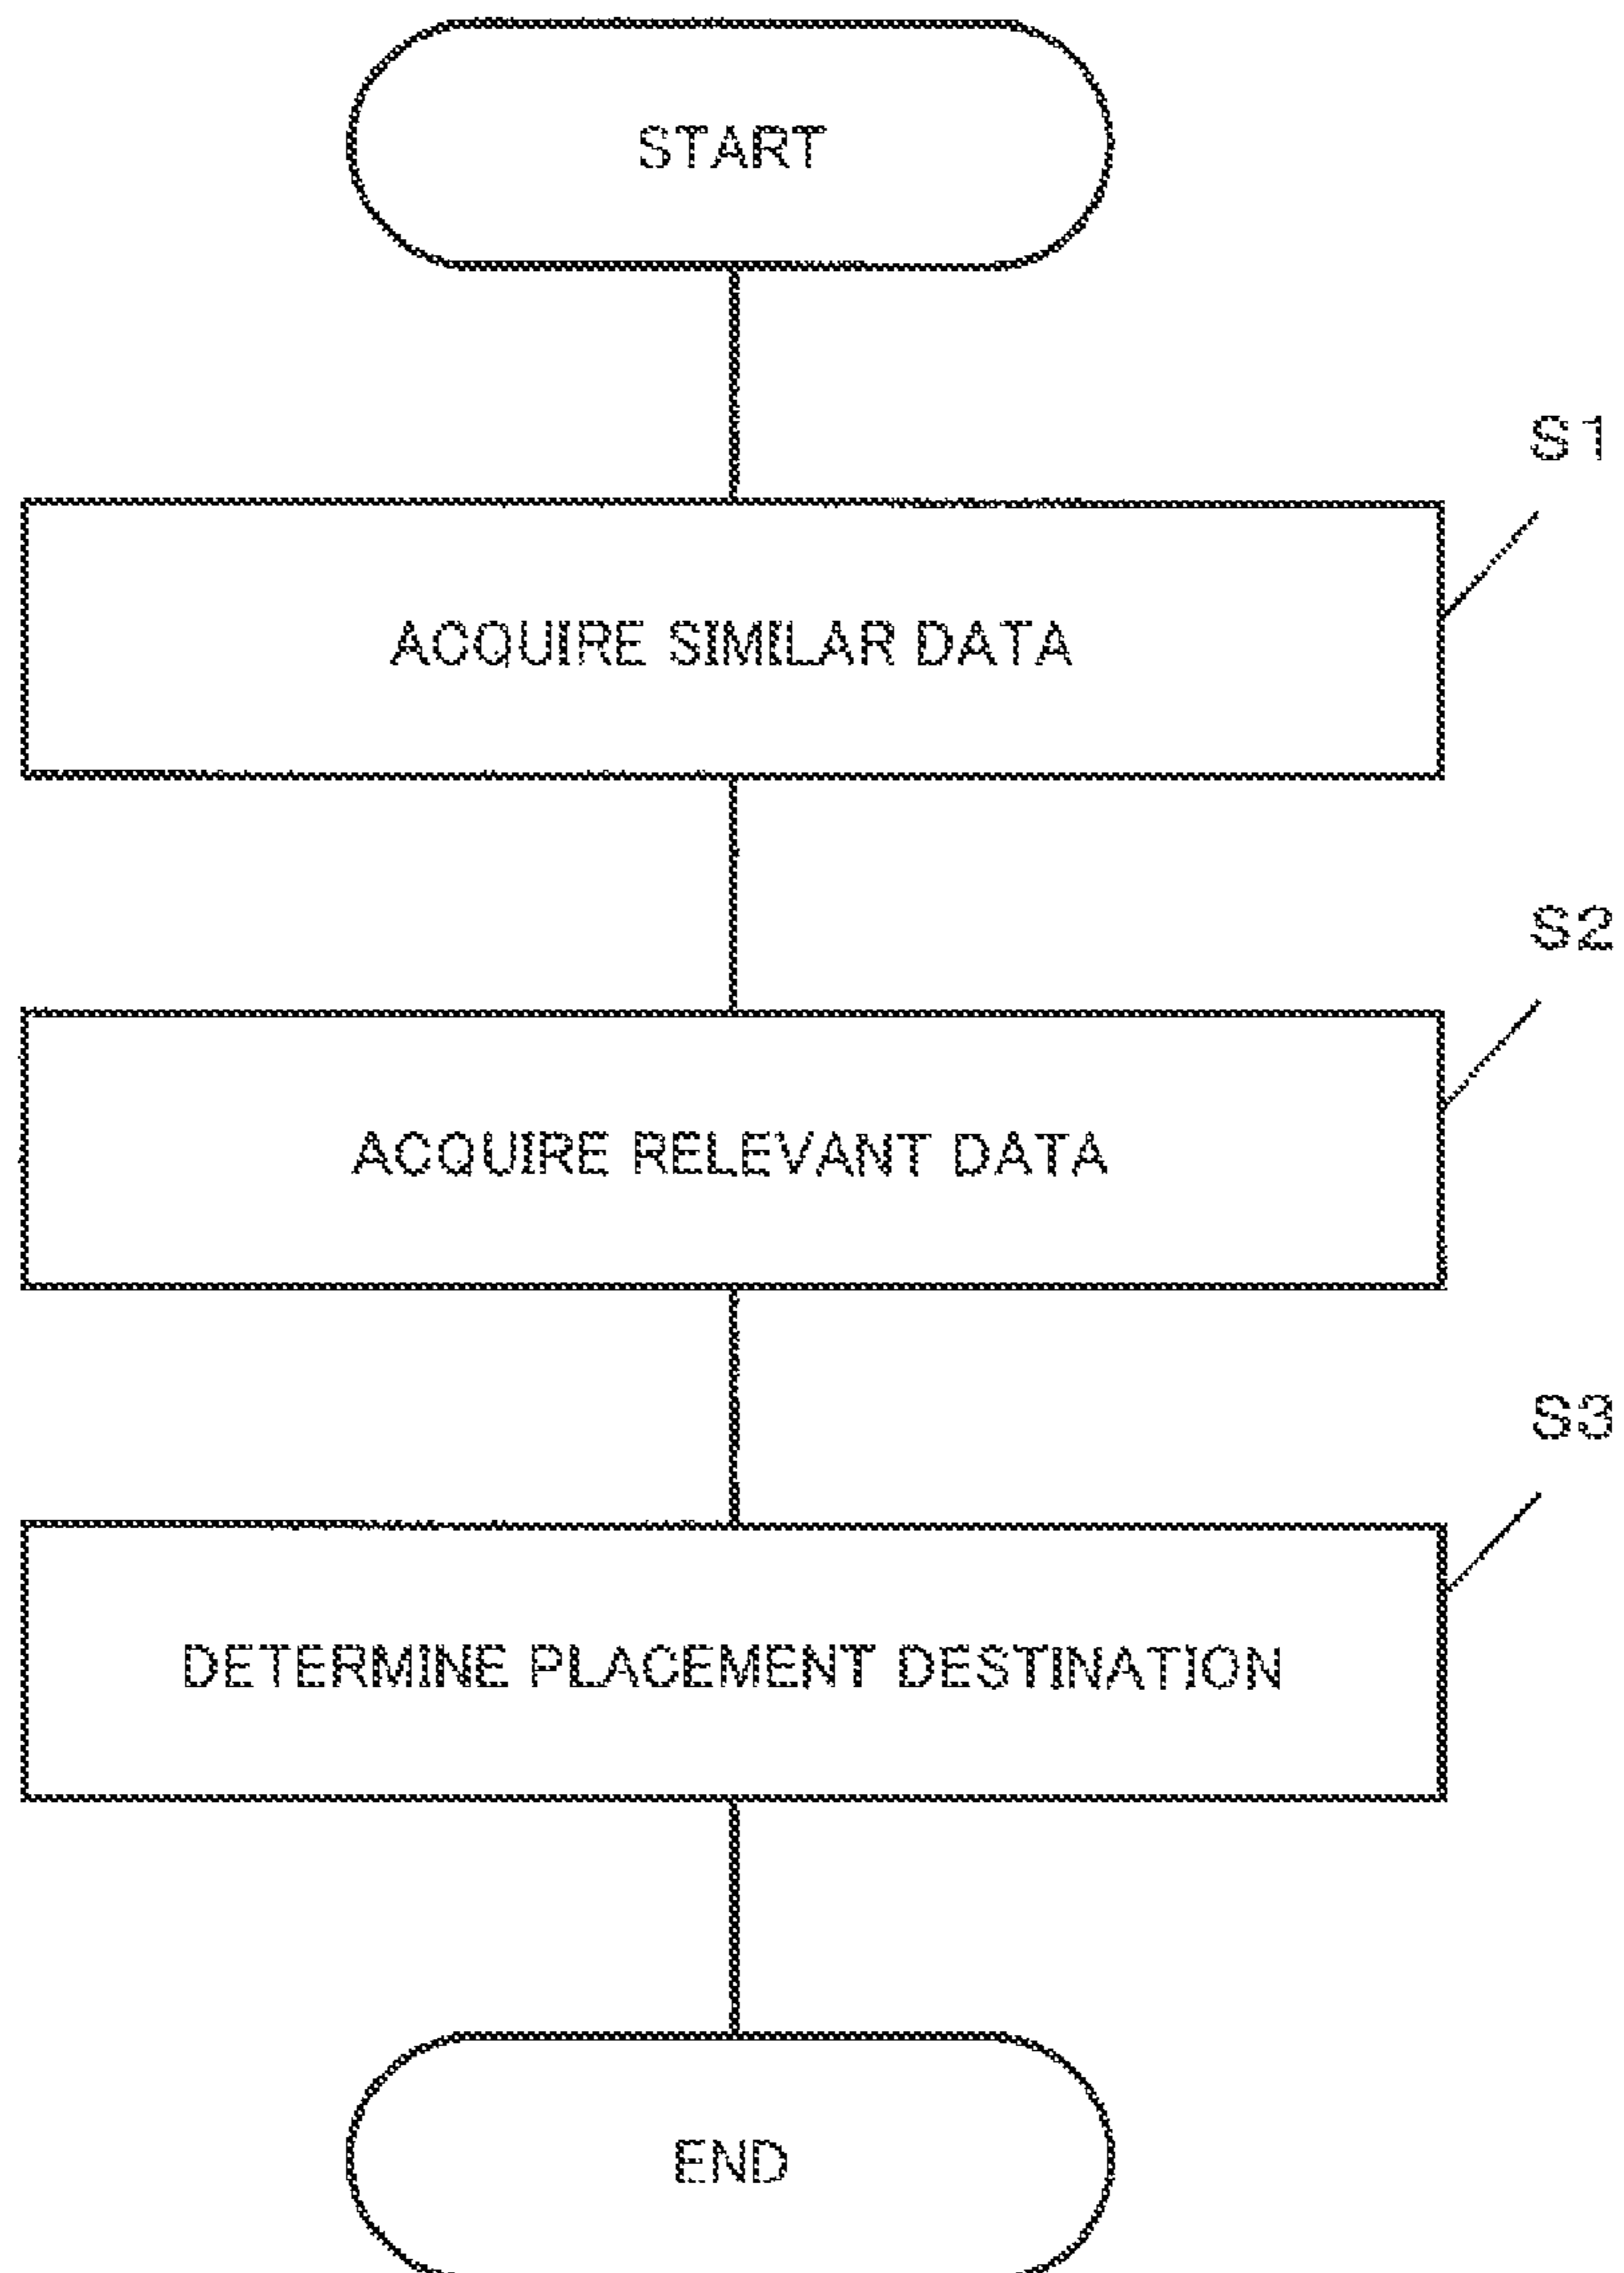 START
S1
ACQUIRE SIMILAR DATA
S2
ACQUIRE RELEVANT DATA
S3
DETERMINE PLACEMENT DESTINATION
END